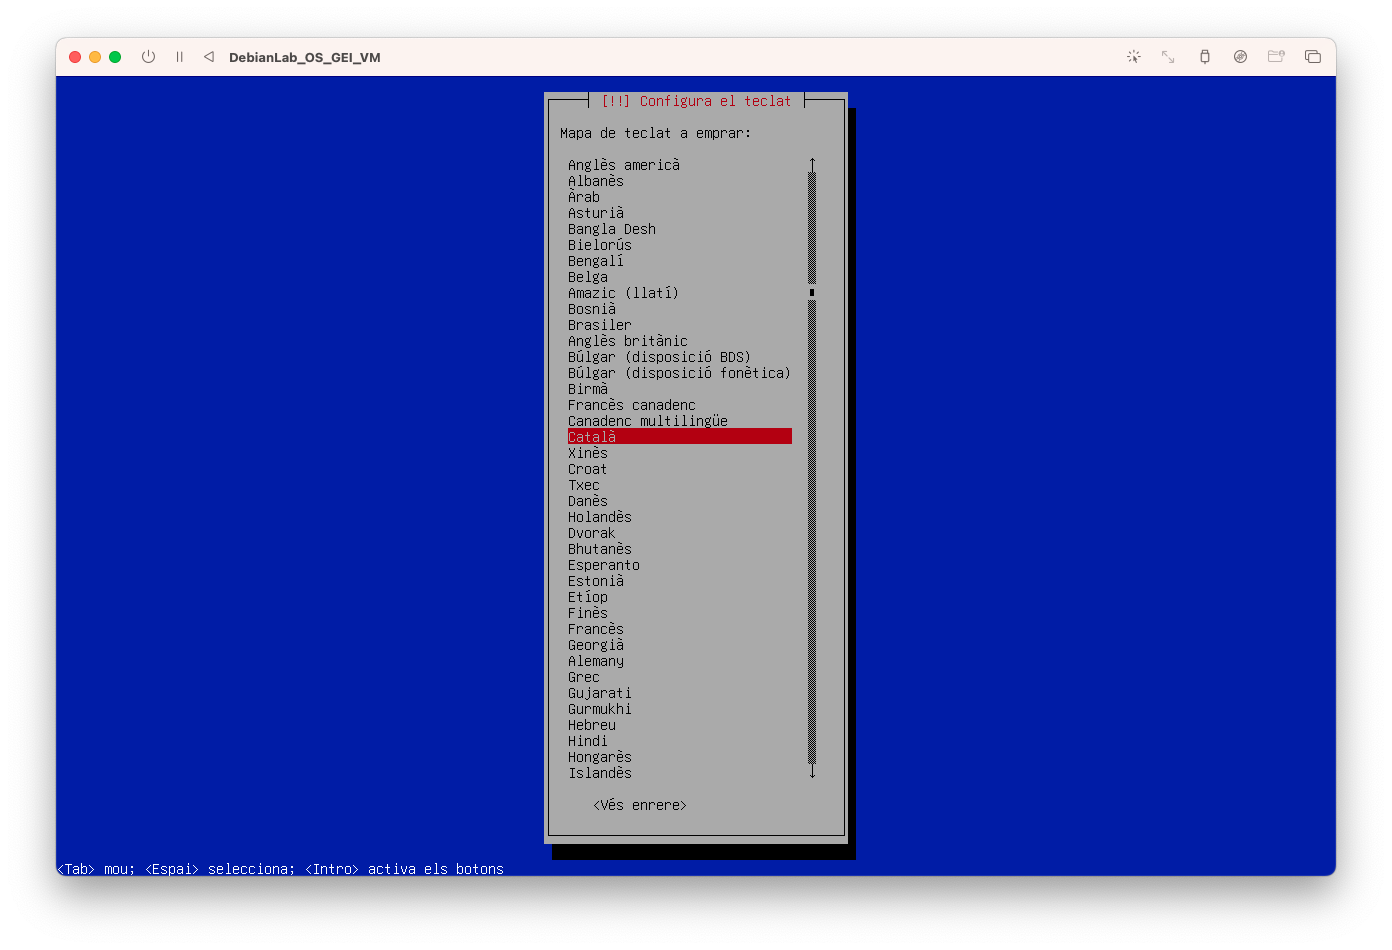 DebianLab_OS_GEI_VM
[!!] Configura el teclat
Mapa de teclat a emprar:
Anglès americà
Albanès
Àrab
Asturià
Bangla Desh
Bielorús
Bengalí
Belga
Amazic (llatí)
Bosnià
Brasiler
Anglès britànic
Búlgar (disposició BDS)
Búlgar (disposició fonètica)
Birmà
Francès canadenc
Canadenc multilingüe
Català
Xinès
Croat
Txec
Danès
Holandès
Dvorak
Bhutanès
Esperanto
Estonià
Etíop
Finès
Francès
Georgià
Alemany
Grec
Gujarati
Gurmukhi
Hebreu
Hindi
Hongarès
Islandès
<Vés enrere>
<Tab> mou; <Espai> selecciona; <Intro> activa els botons